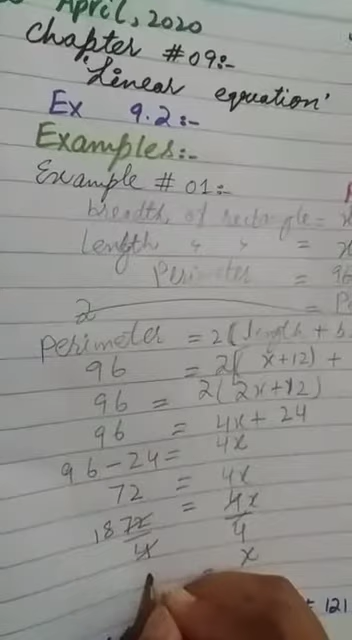 April, 2020
Chapter #09:-
'Linear equation'
Ex 9.2:-
Examples:-
Example # 01:-
breadth of rectangle = x
length " " = x
Perimeter = 96
2 = P
Perimeter = 2(length + b
96 = 2( x+12) +
96 = 2(2x+12)
96 = 4x + 24
96-24 = 4x
72 = 4x
18 72/4 = 4x/4
x
+ 121